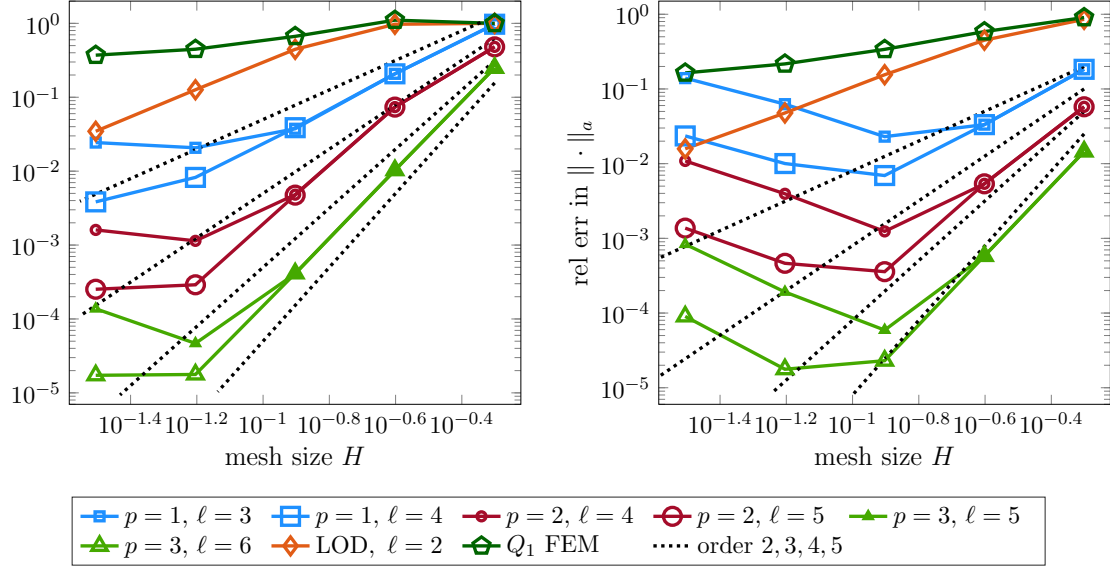 10^0
10^{-1}
10^{-2}
10^{-3}
10^{-4}
10^{-5}
10^{-1.4} 10^{-1.2} 10^{-1} 10^{-0.8} 10^{-0.6} 10^{-0.4}
mesh size H
rel err in ‖ · ‖_a
10^0
10^{-1}
10^{-2}
10^{-3}
10^{-4}
10^{-5}
10^{-1.4} 10^{-1.2} 10^{-1} 10^{-0.8} 10^{-0.6} 10^{-0.4}
mesh size H
p = 1, ℓ = 3 p = 1, ℓ = 4 p = 2, ℓ = 4 p = 2, ℓ = 5 p = 3, ℓ = 5
p = 3, ℓ = 6 LOD, ℓ = 2 Q_1 FEM order 2, 3, 4, 5